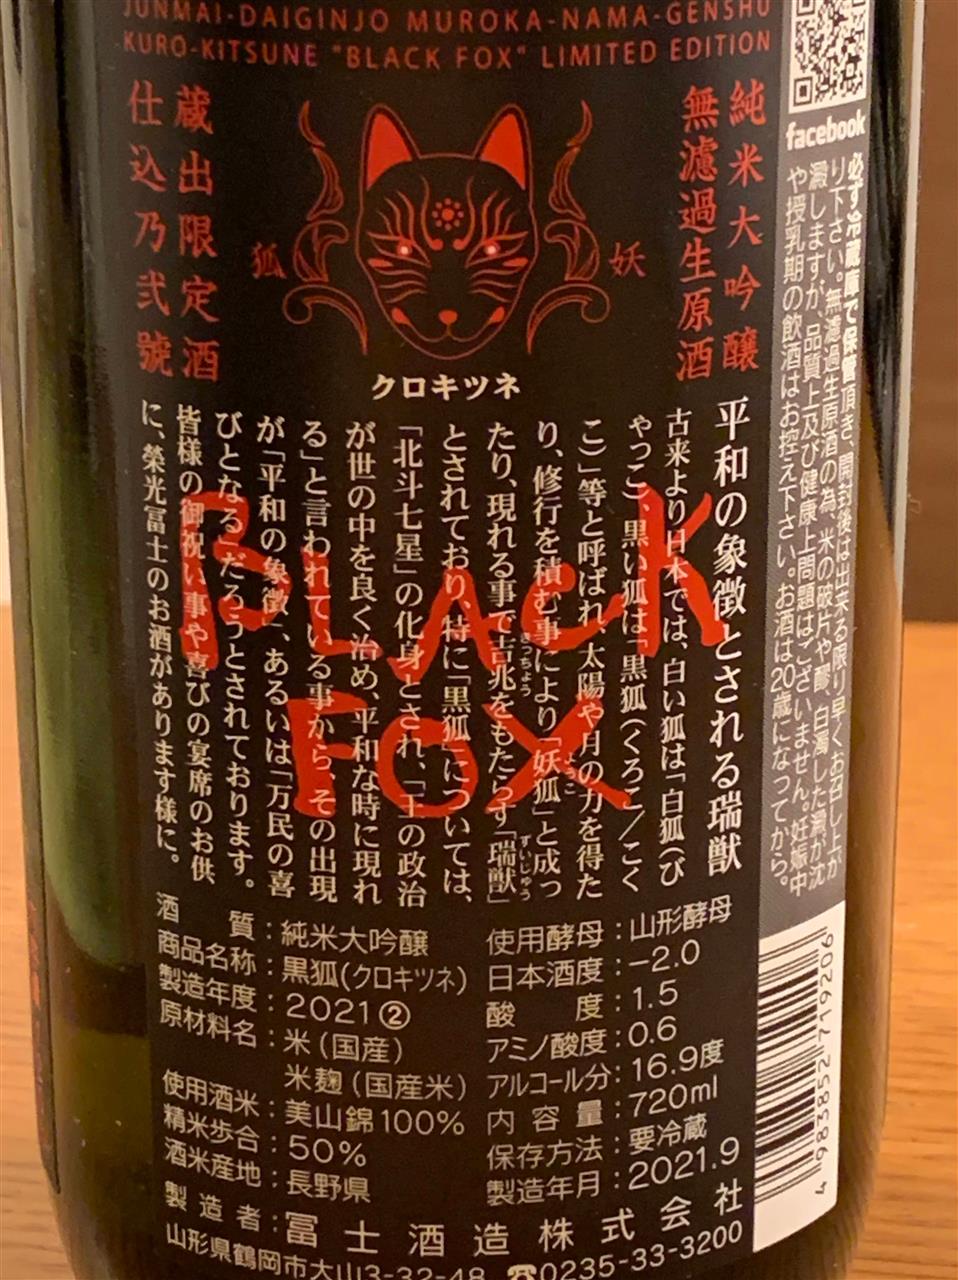 JUNMAI-DAIGINJO MUROKA-NAMA-GENSHU
KURO-KITSUNE "BLACK FOX" LIMITED EDITION
純米大吟醸
無濾過生原酒
妖狐
蔵出限定酒
仕込乃弐號
クロキツネ
facebook
必ず冷蔵庫で保管頂き、開封後は出来る限り早くお召し上が
り下さい。無濾過生原酒の為、米の破片や酸、白濁した澱が沈
澱しますが、品質上及び健康上問題はございません。妊娠中
や授乳期の飲酒はお控え下さい。お酒は20歳になってから。
平和の象徴とされる瑞獣
古来より日本では、白い狐は「白狐(び
ゃっこ)、黒い狐は「黒狐(くろこ/こく
こ)」等と呼ばれ、太陽や月の力を得た
り、修行を積む事により「妖狐」と成っ
たり、現れる事で吉兆をもたらす「瑞獣」
とされており、特に「黒狐」については、
「北斗七星」の化身とされ、「王の政治
が世の中を良く治め、平和な時に現れ
る」と言われている事から、その出現
が「平和の象徴」、あるいは「万民の喜
びとなる」だろうとされております。
皆様の御祝い事や喜びの宴席のお供
に、榮光冨士のお酒があります様に。
ようこ
きっちょう
ずいじゅう
BLACK
FOX
酒質:純米大吟醸
商品名称:黒狐(クロキツネ)
製造年度:2021②
原材料名:米(国産)
米麹(国産米)
使用酒米:美山錦100%
精米歩合:50%
酒米産地:長野県
使用酵母:山形酵母
日本酒度:-2.0
酸度:1.5
アミノ酸度:0.6
アルコール分:16.9度
内容量:720ml
保存方法:要冷蔵
製造年月:2021.9
製造者:冨士酒造株式会社
山形県鶴岡市大山3-32-48 ☎0235-33-3200
4 983852 719206